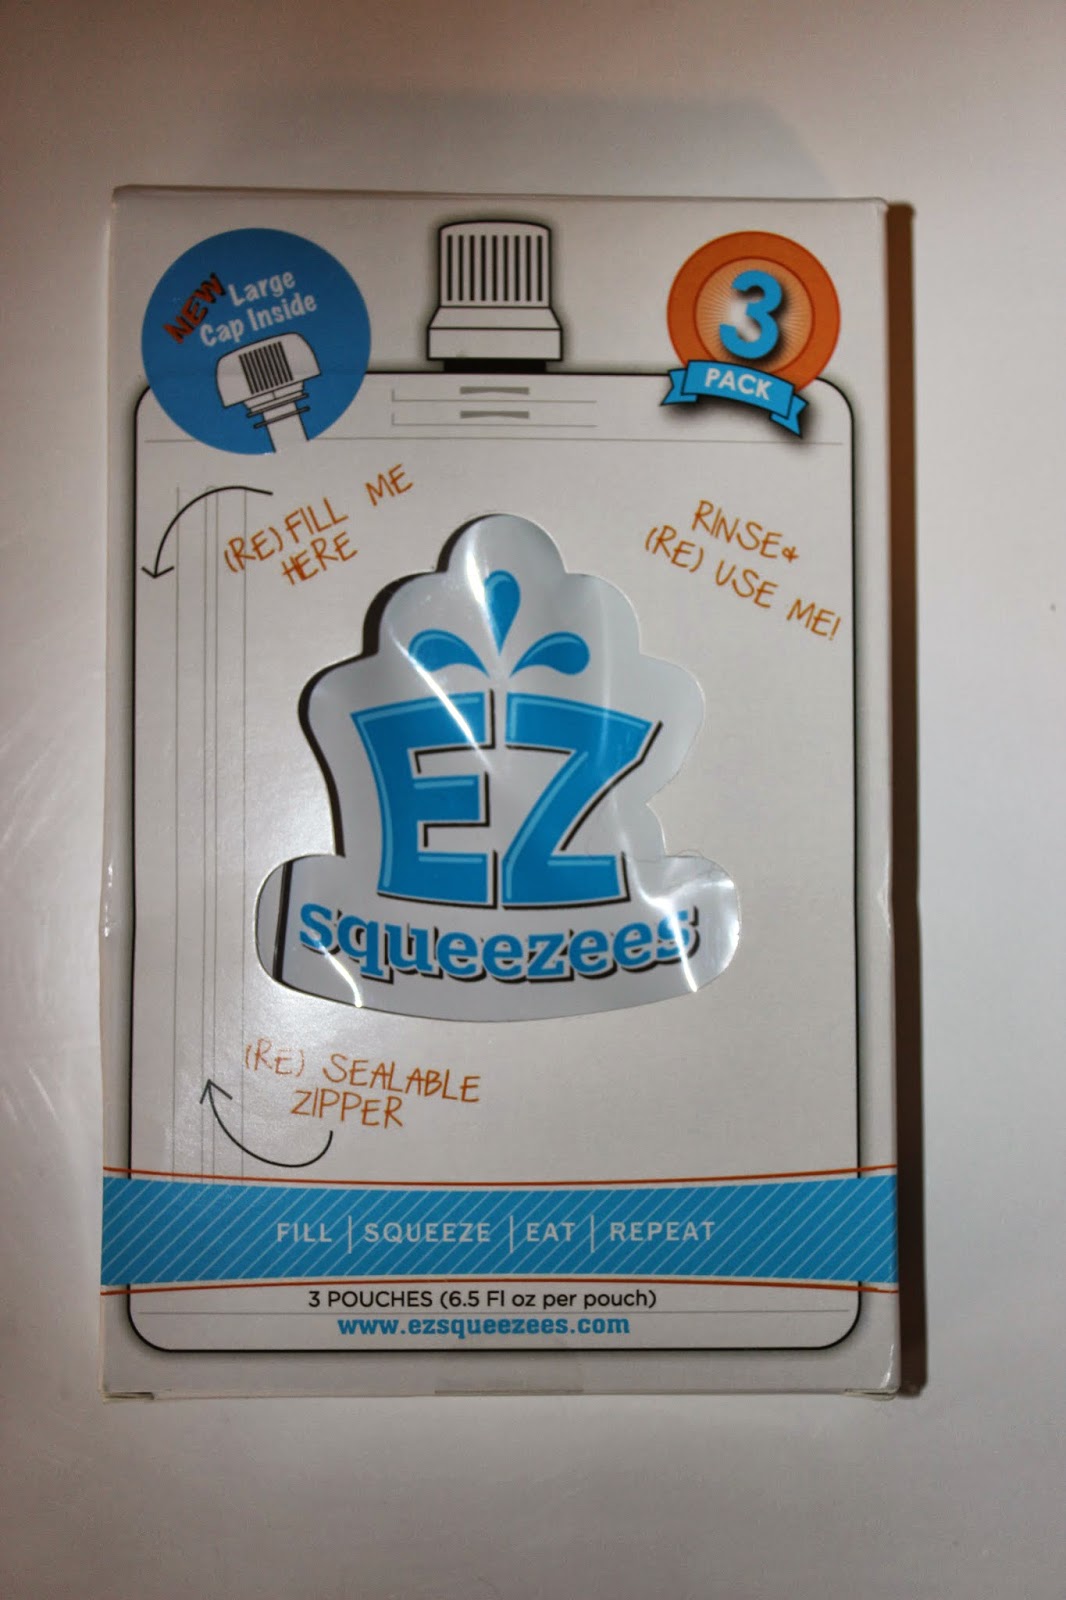 NEW Large
Cap Inside
3
PACK
(RE)FILL ME
HERE
RINSE&
(RE) USE ME!
EZ
squeezees
(RE) SEALABLE
ZIPPER
FILL | SQUEEZE | EAT | REPEAT
3 POUCHES (6.5 Fl oz per pouch)
www.ezsqueezees.com